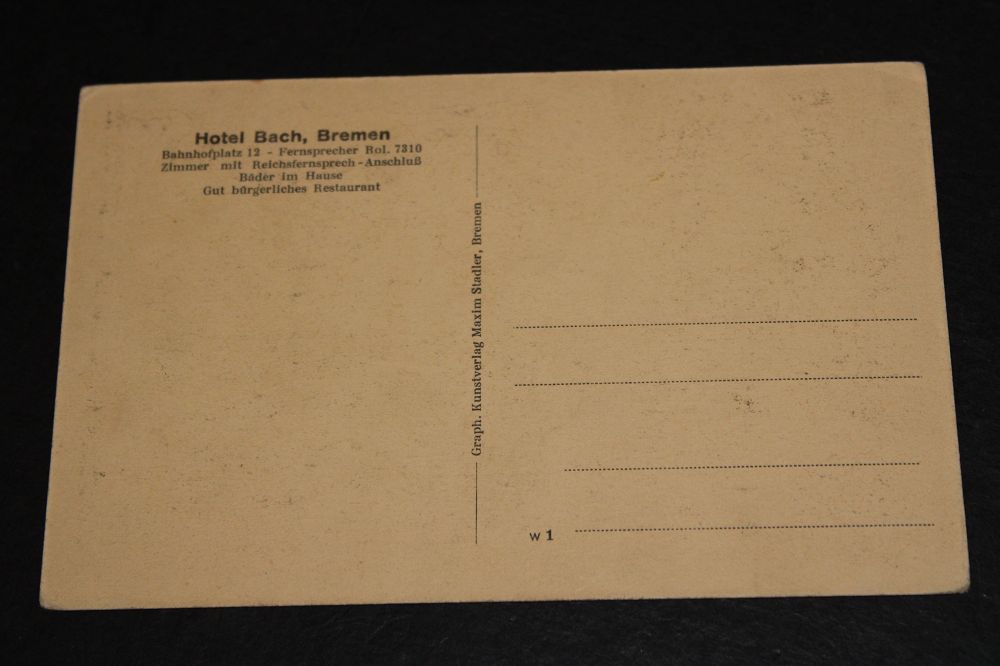 Hotel Bach, Bremen
Bahnhofplatz 12 - Fernsprecher Rol. 7310
Zimmer mit Reichsfernsprech-Anschluß
Bäder im Hause
Gut bürgerliches Restaurant
Graph. Kunstverlag Maxim Stadler, Bremen
W 1